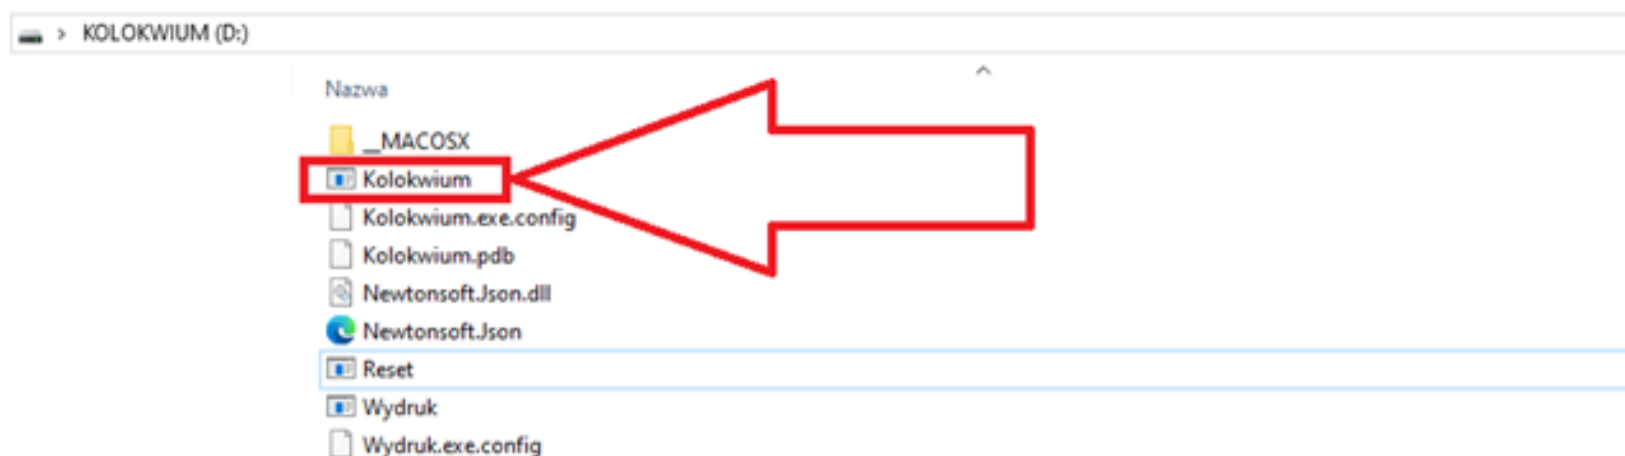 > KOLOKWIUM (D:)
Nazwa
__MACOSX
Kolokwium
Kolokwium.exe.config
Kolokwium.pdb
Newtonsoft.Json.dll
Newtonsoft.Json
Reset
Wydruk
Wydruk.exe.config